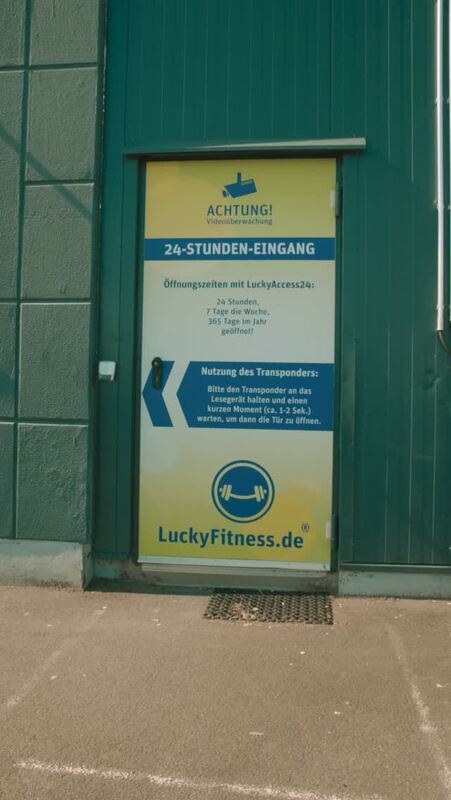 ACHTUNG!
Videoüberwachung
24-STUNDEN-EINGANG
Öffnungszeiten mit LuckyAccess24:
24 Stunden,
7 Tage die Woche,
365 Tage im Jahr
geöffnet!
Nutzung des Transponders:
Bitte den Transponder an das
Lesegerät halten und einen
kurzen Moment (ca. 1-2 Sek.)
warten, um dann die Tür zu öffnen.
LuckyFitness.de®